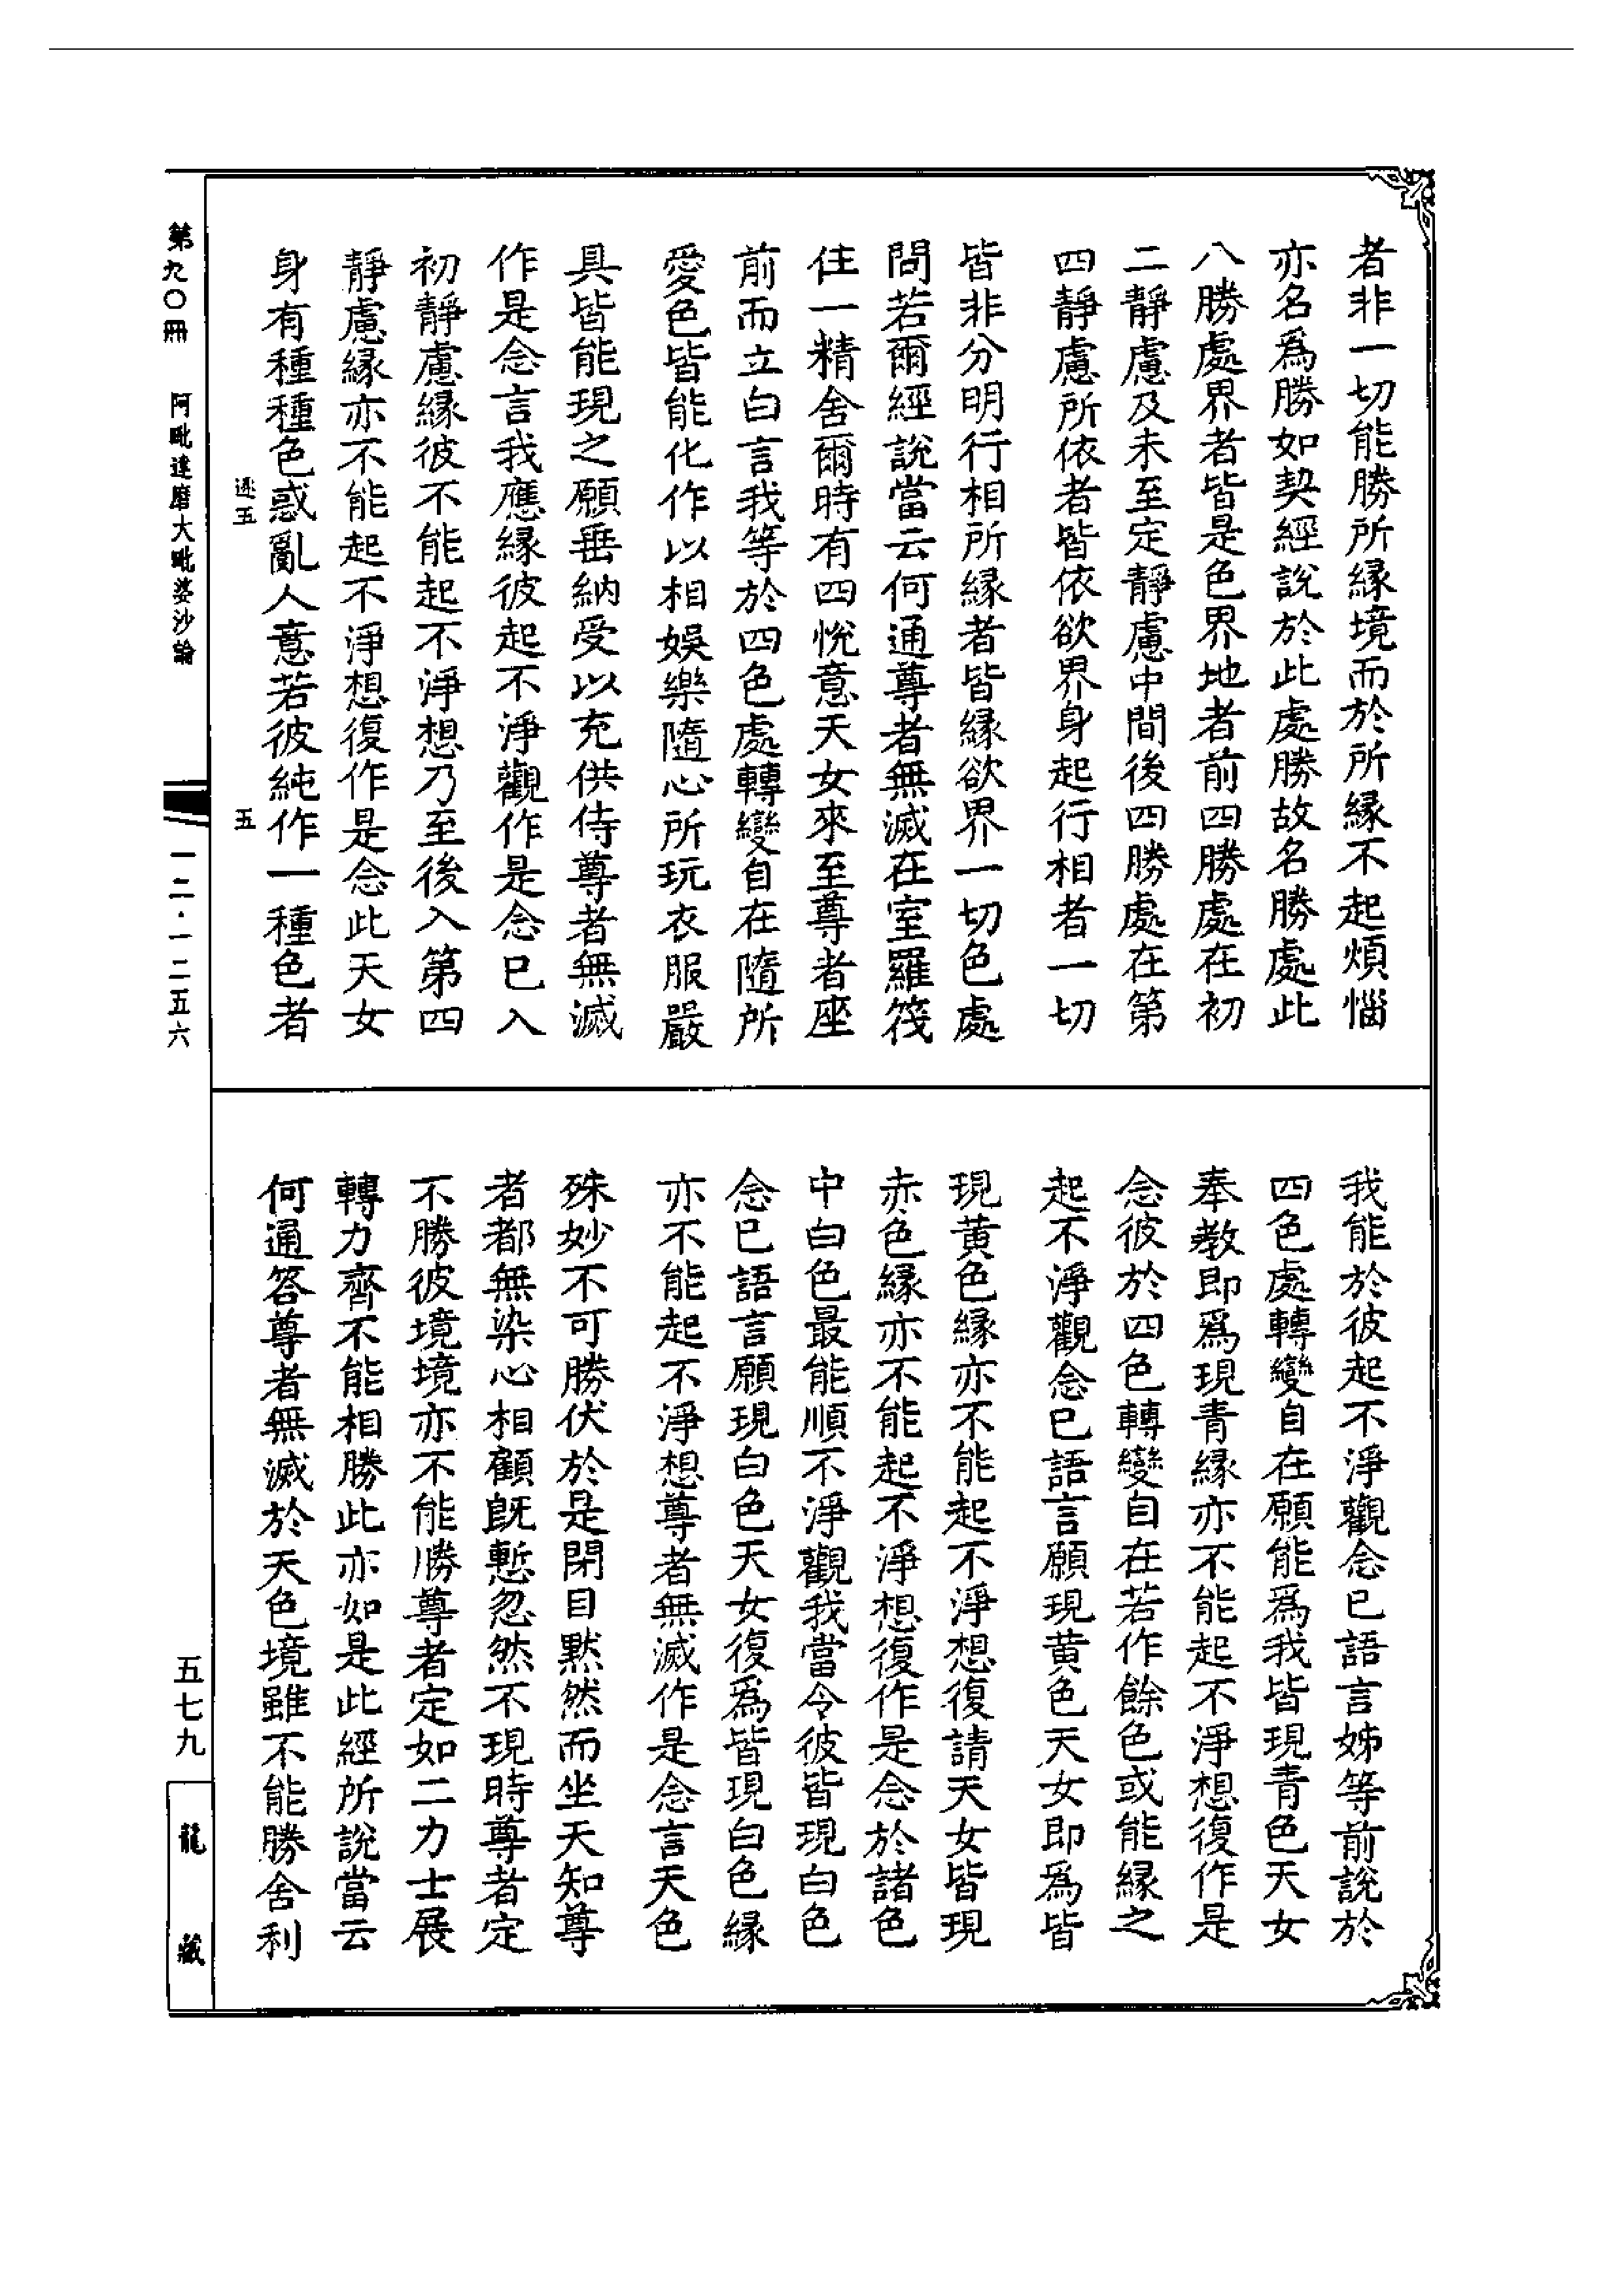 者非一切能勝所縁境而於所縁不起煩惱
亦名爲勝如契經說於此處勝故名勝處此
八勝處界者皆是色界地者前四勝處在初
二靜慮及未至定靜慮中間後四勝處在第
四靜慮所依者皆依欲界身起行相者一切
皆非分明行相所縁者皆縁欲界一切色處
問若爾經說當云何通尊者無滅在室羅筏
住一精舍爾時有四悅意天女來至尊者座
前而立白言我等於四色處轉變自在隨所
愛色皆能化作以相娛樂隨心所玩衣服嚴
具皆能現之願垂納受以充供侍尊者無滅
作是念言我應縁彼起不淨觀作是念已入
初靜慮縁彼不能起不淨想乃至後入第四
靜慮縁亦不能起不淨想復作是念此天女
身有種種色惑亂人意若彼純作一種色者
我能於彼起不淨觀念已語言姊等前說於
四色處轉變自在願能爲我皆現青色天女
奉教即爲現青縁亦不能起不淨想復作是
念彼於四色轉變自在若作餘色或能縁之
起不淨觀念已語言願現黄色天女即爲皆
現黄色縁亦不能起不淨想復請天女皆現
赤色縁亦不能起不淨想復作是念於諸色
中白色最能順不淨觀我當令彼皆現白色
念已語言願現白色天女復爲皆現白色縁
亦不能起不淨想尊者無滅作是念言天色
殊妙不可勝伏於是閉目默然而坐天知尊
者都無染心相顧既慙忽然不現時尊者定
不勝彼境境亦不能勝尊者定如二力士展
轉力齊不能相勝此亦如是此經所說當云
何通答尊者無滅於天色境雖不能勝舍利
五
第九〇冊 阿毗達磨大毗婆沙論
一二·一二五六
五七九
龍藏